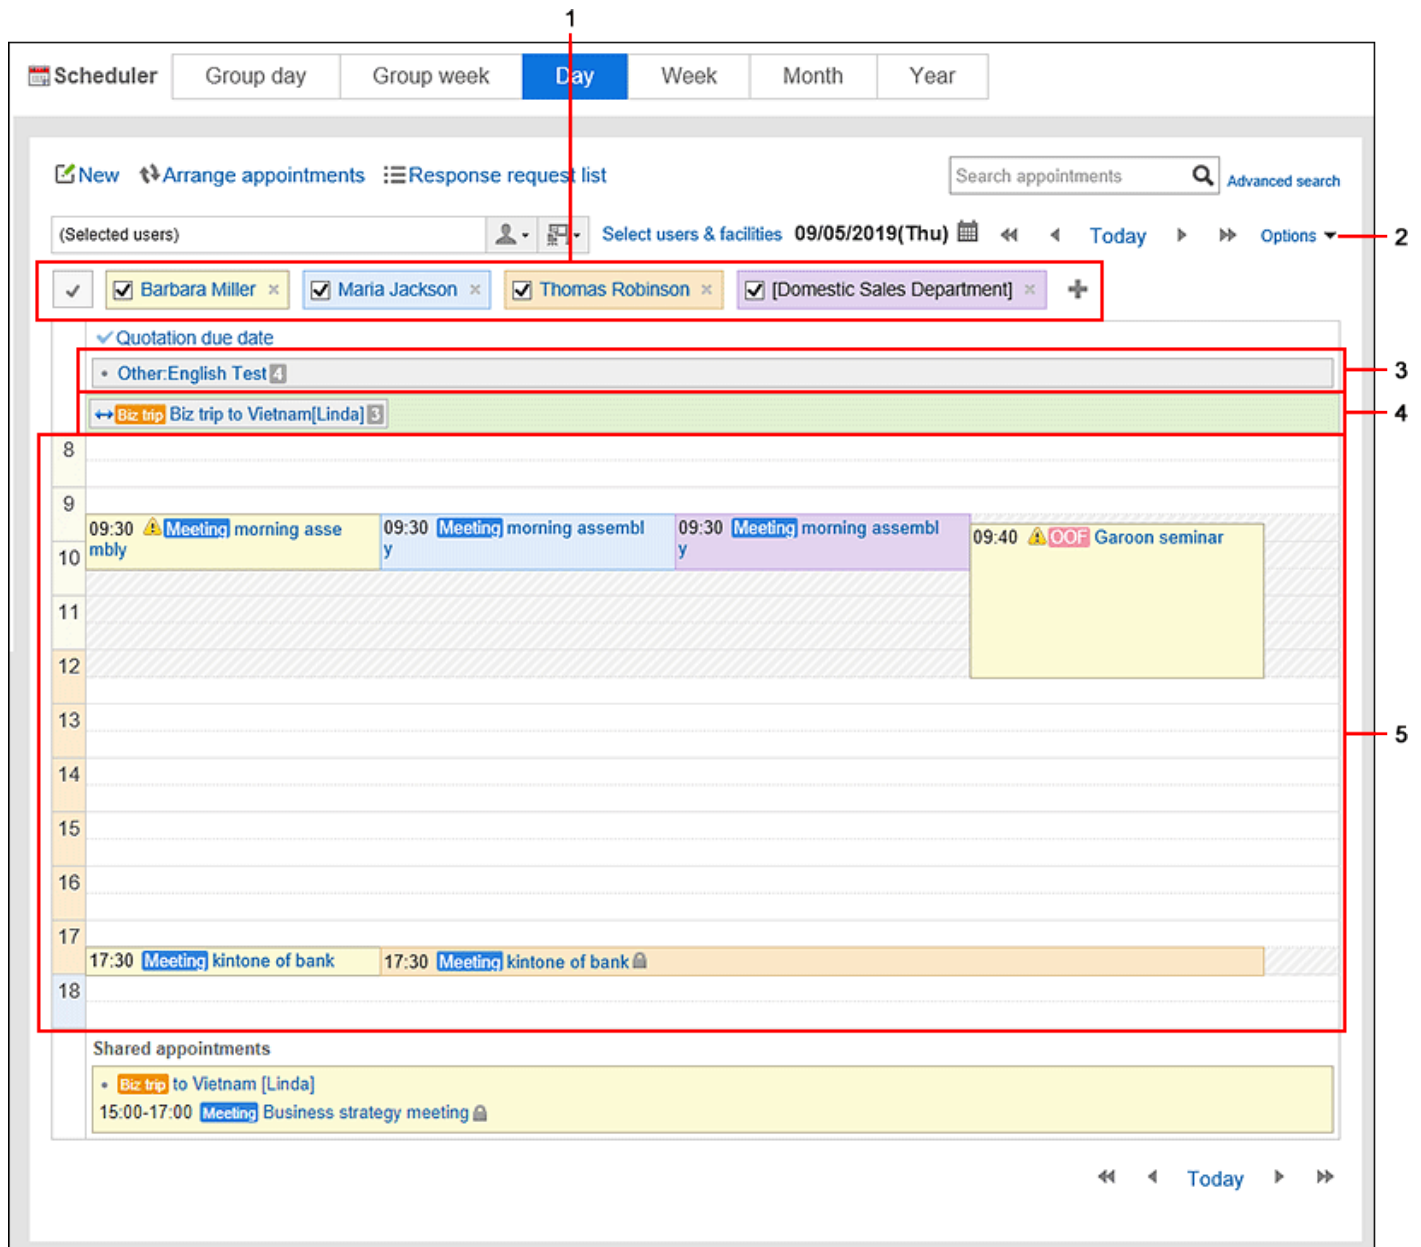 1
Scheduler Group day Group week Day Week Month Year
New Arrange appointments Response request list Search appointments Advanced search
(Selected users) Select users & facilities 09/05/2019(Thu) Today Options 2
Barbara Miller × Maria Jackson × Thomas Robinson × [Domestic Sales Department] ×
Quotation due date
• Other:English Test 4 3
Biz trip Biz trip to Vietnam[Linda] 3 4
8
9
09:30 Meeting morning asse
mbly
09:30 Meeting morning assembl
y
09:30 Meeting morning assembl
y
09:40 OOF Garoon seminar
10
11
12
13
5
14
15
16
17
17:30 Meeting kintone of bank 17:30 Meeting kintone of bank
18
Shared appointments
• Biz trip to Vietnam [Linda]
15:00-17:00 Meeting Business strategy meeting
Today